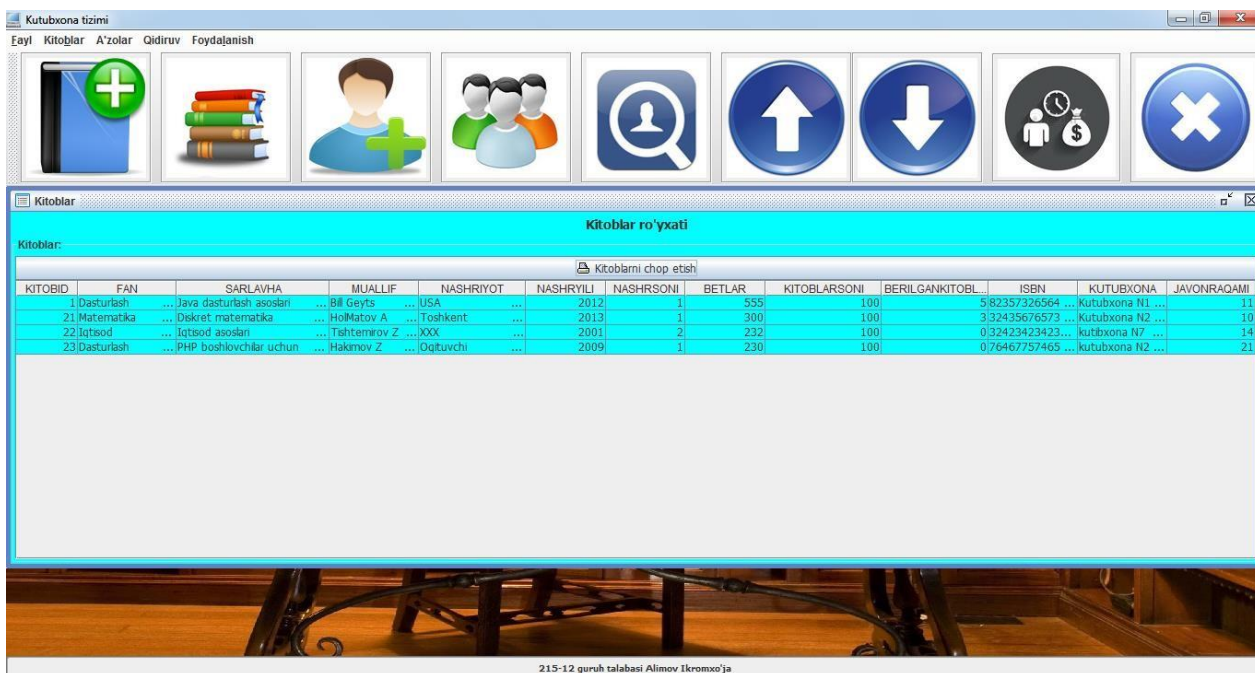 Kutubxona tizimi
Fayl Kitoblar A'zolar Qidiruv Foydalanish
$
Kitoblar
Kitoblar ro'yxati
Kitoblar:
Kitoblarni chop etish
KITOBID FAN SARLAVHA MUALLIF NASHRIYOT NASHRYILI NASHRSONI BETLAR KITOBLARSONI BERILGANKITOBL... ISBN KUTUBXONA JAVONRAQAMI
1 Dasturlash ... Java dasturlash asoslari ... Bill Geyts ... USA ... 2012 1 555 100 5 82357326564 ... Kutubxona N1 ... 11
21 Matematika ... Diskret matematika ... HolMatov A ... Toshkent ... 2013 1 300 100 3 32435676573 ... Kutubxona N2 ... 10
22 Iqtisod ... Iqtisod asoslari ... Tishtemirov Z ... XXX ... 2001 2 232 100 0 32423423423... kutibxona N7 ... 14
23 Dasturlash ... PHP boshlovchilar uchun ... Hakimov Z ... Oqituvchi ... 2009 1 230 100 0 76467757465 ... kutubxona N2 ... 21
215-12 guruh talabasi Alimov Ikromxo'ja